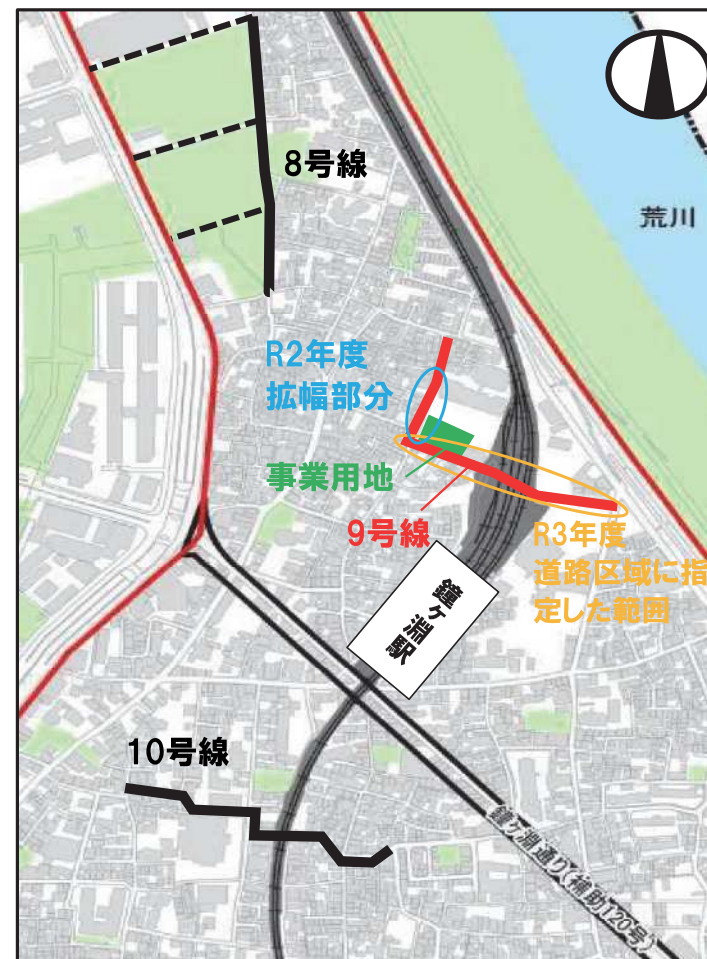 8号線
荒川
R2年度
拡幅部分
事業用地
9号線
R3年度
道路区域に指
定した範囲
鐘ヶ淵駅
10号線
鐘ヶ淵通り(補助120号)